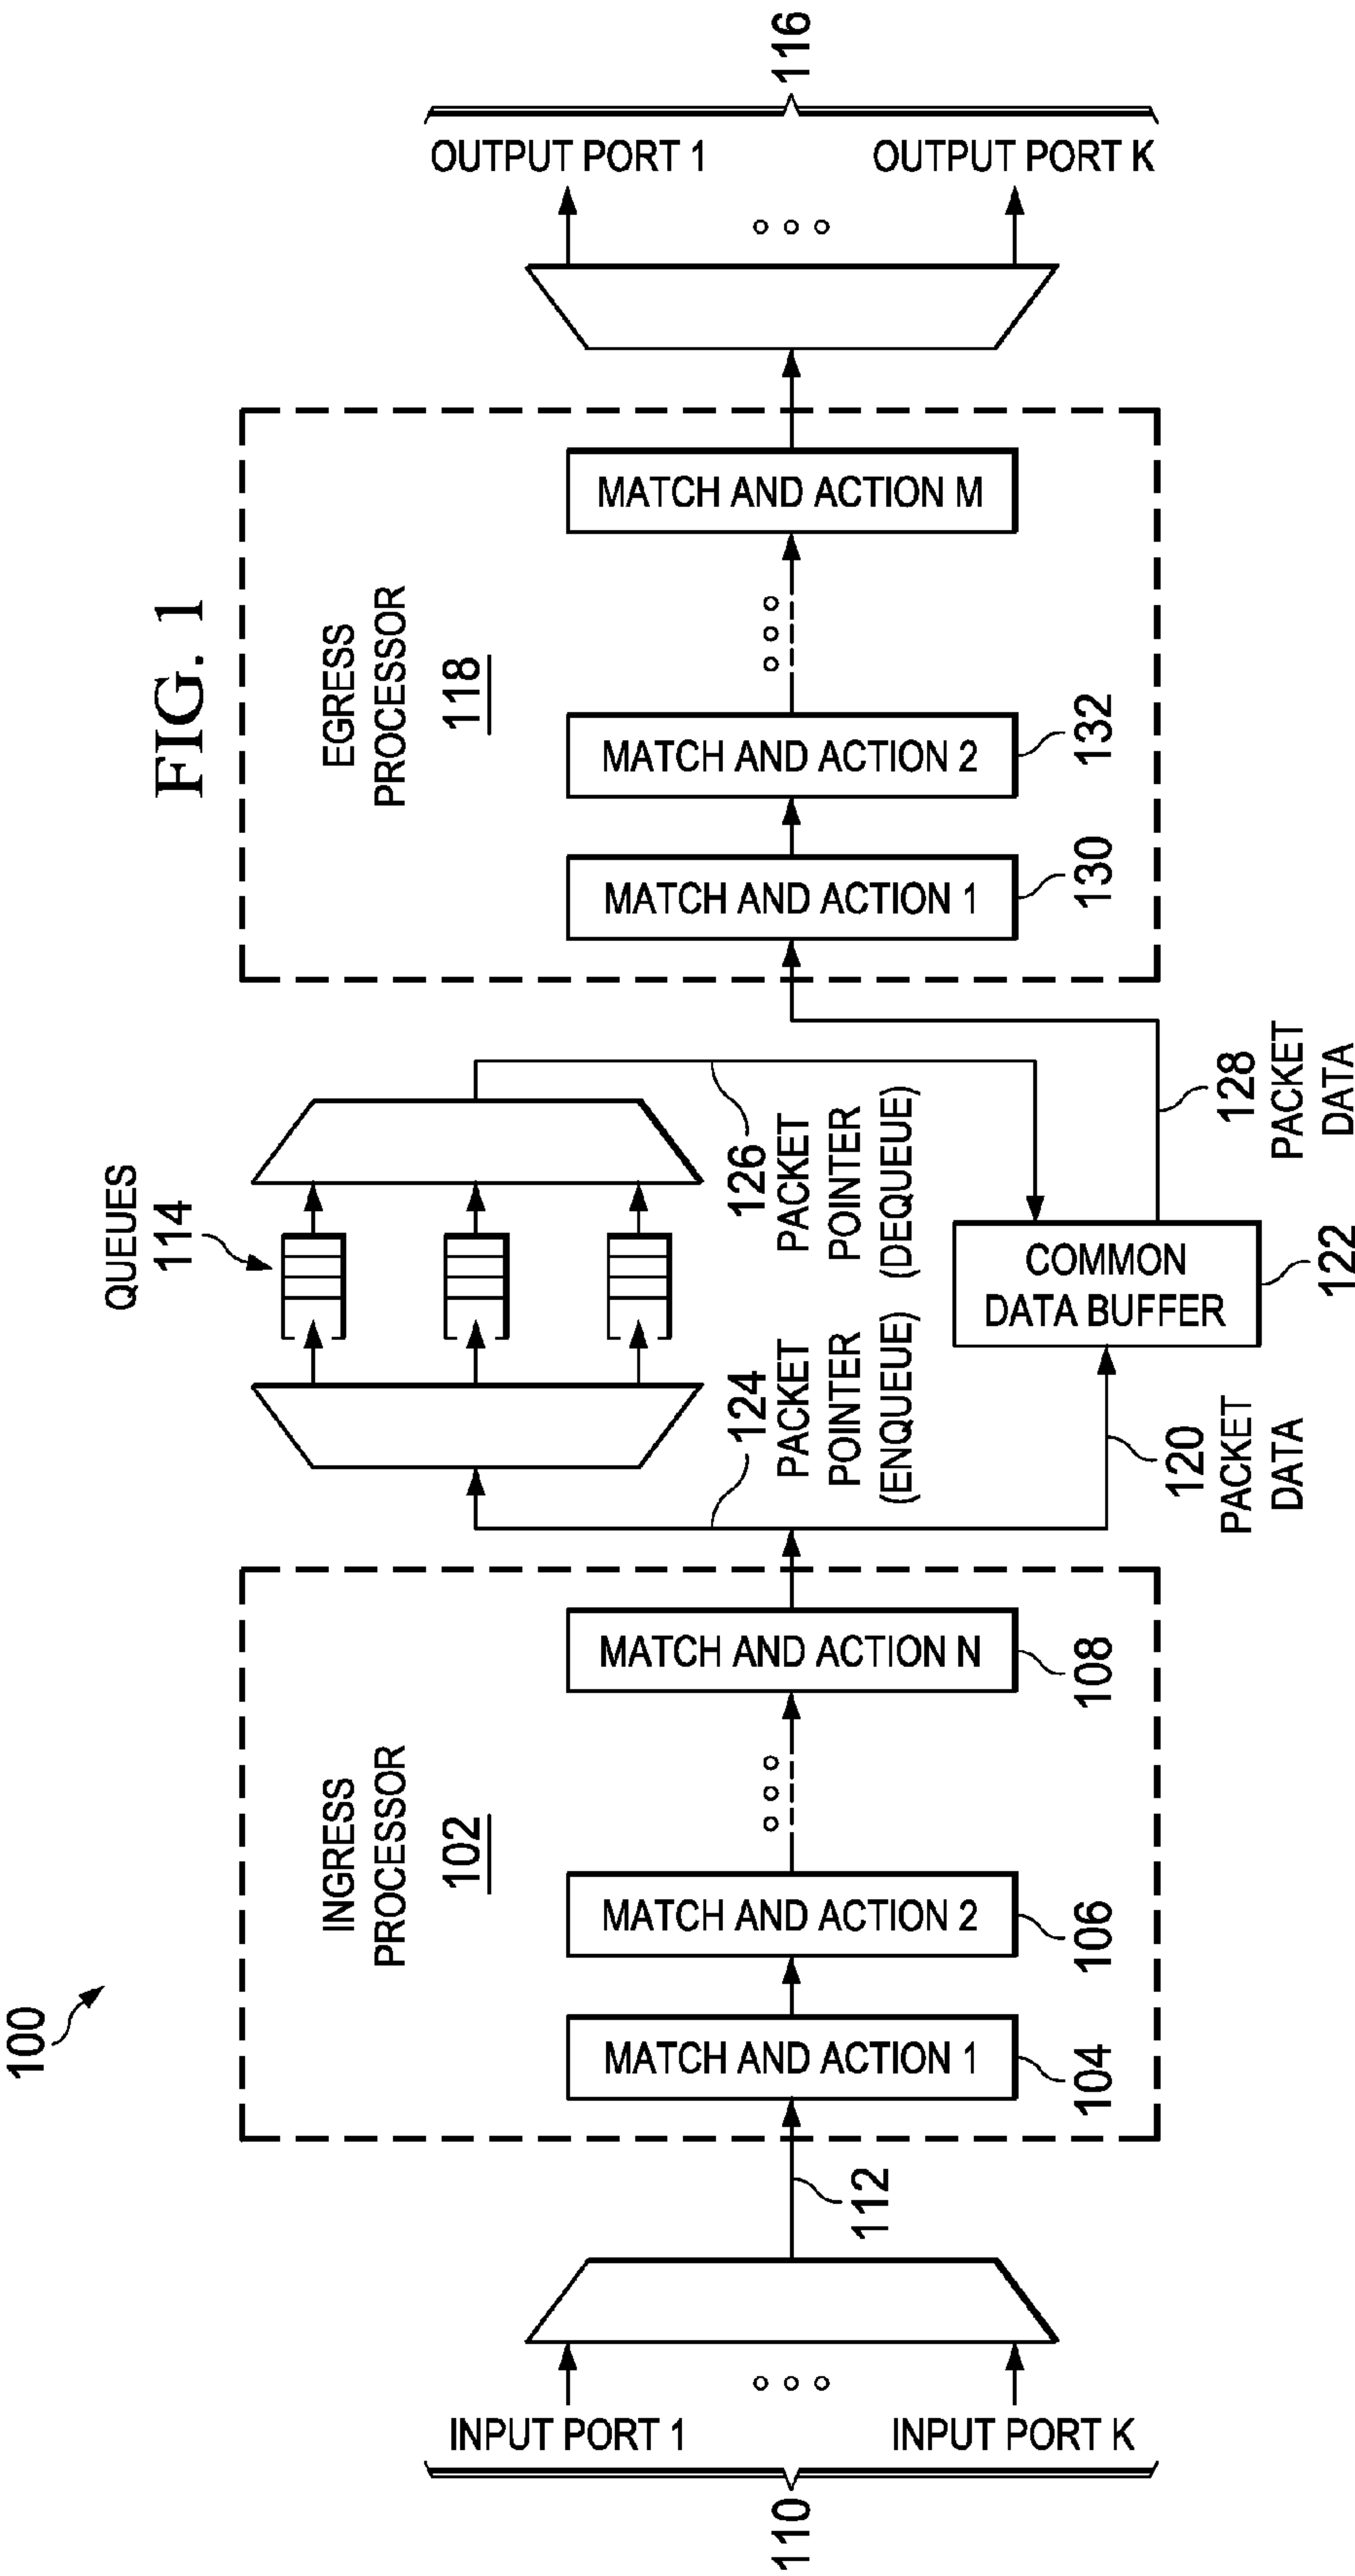 FIG. 1
100
INPUT PORT 1
INPUT PORT K
110
112
INGRESS
PROCESSOR
102
MATCH AND ACTION 1
104
MATCH AND ACTION 2
106
MATCH AND ACTION N
108
QUEUES
114
124
PACKET
POINTER
(ENQUEUE)
126
PACKET
POINTER
(DEQUEUE)
120
PACKET
DATA
COMMON
DATA BUFFER
122
128
PACKET
DATA
EGRESS
PROCESSOR
118
MATCH AND ACTION 1
130
MATCH AND ACTION 2
132
MATCH AND ACTION M
OUTPUT PORT 1
OUTPUT PORT K
116